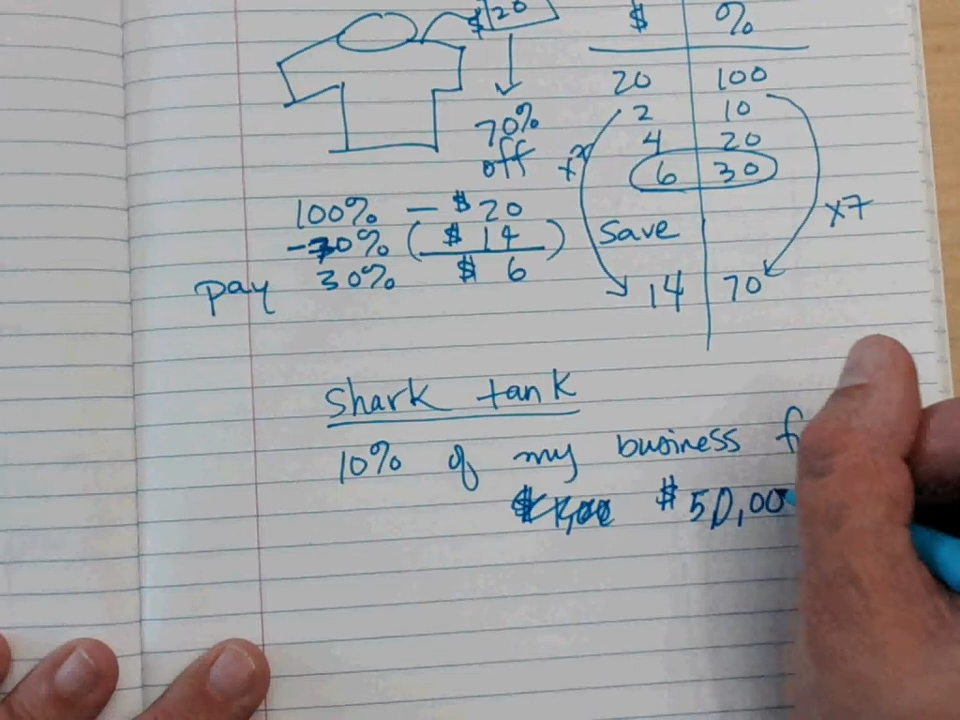 $20
70%
off
$ %
20 100
2 10
4 20
6 30
x7
save
14 70
100% - $ 20
-70% ( $ 14 )
pay 30% $ 6
Shark tank
10% of my business
$50,00